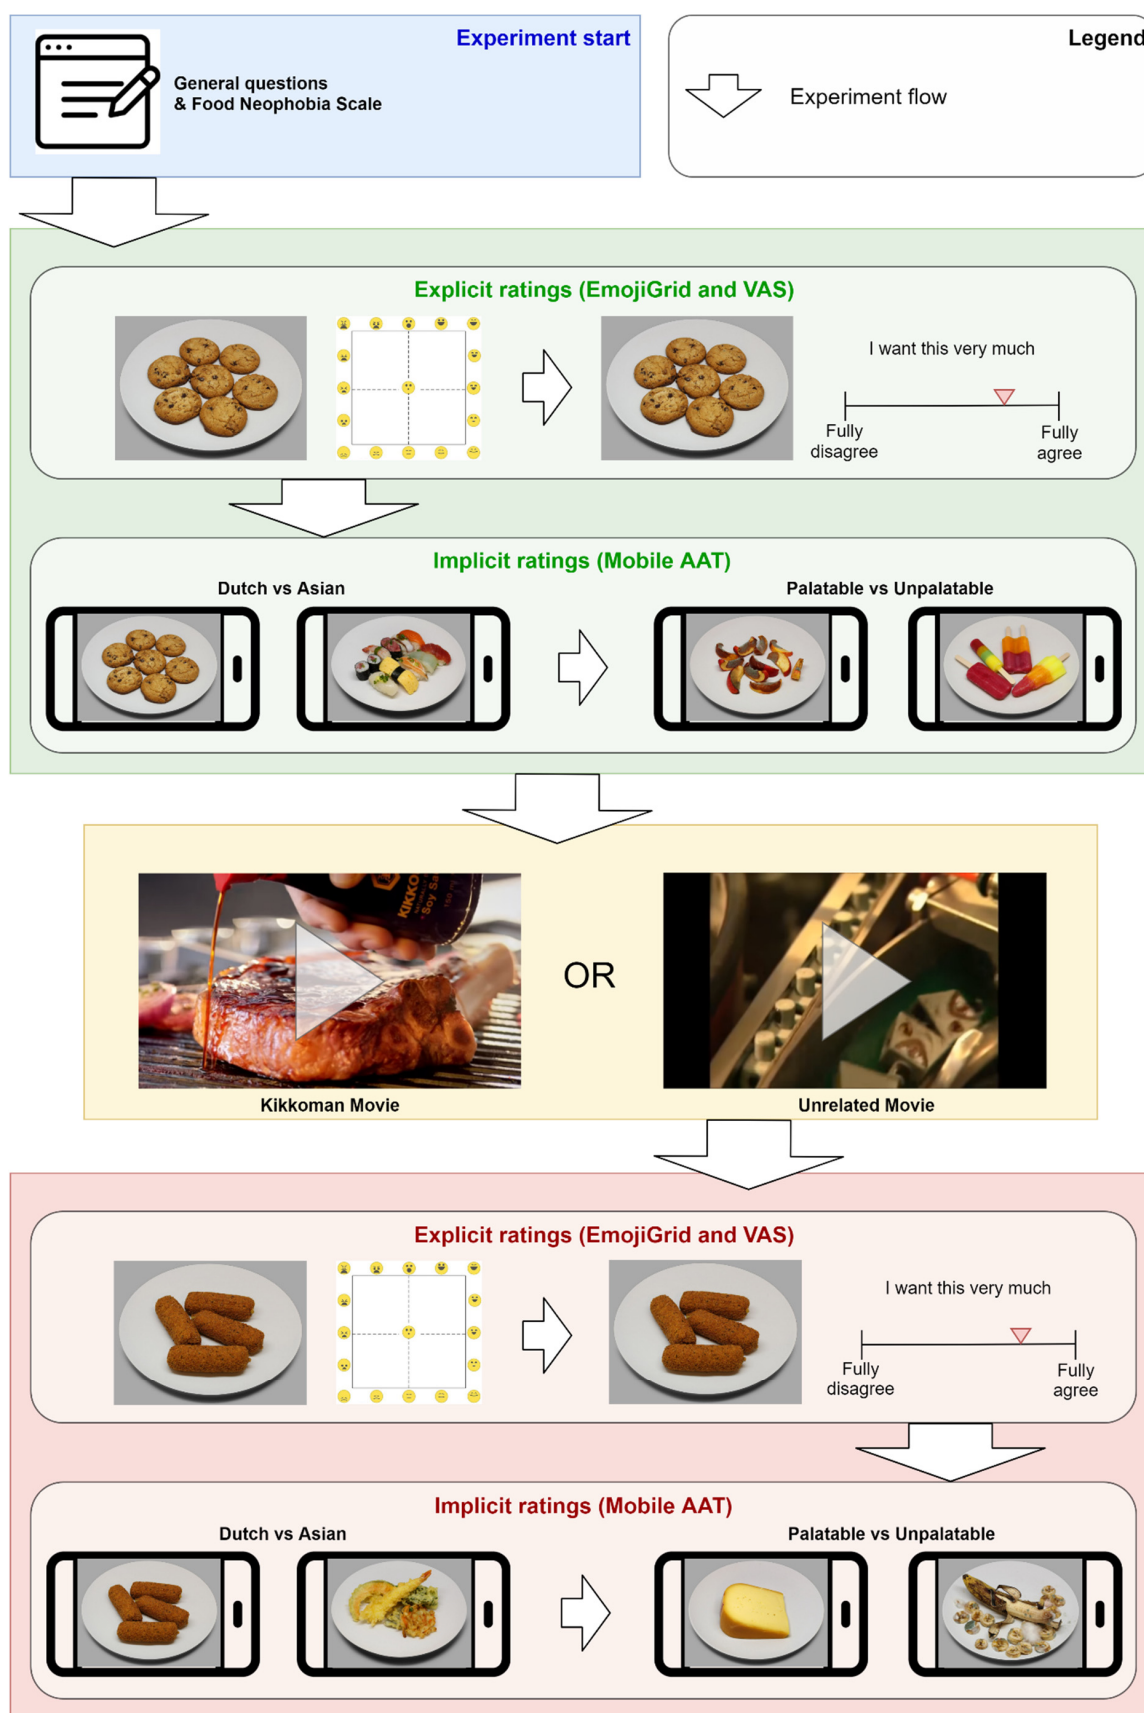 Experiment start
General questions
& Food Neophobia Scale
Legend
Experiment flow
Explicit ratings (EmojiGrid and VAS)
I want this very much
Fully
disagree
Fully
agree
Implicit ratings (Mobile AAT)
Dutch vs Asian
Palatable vs Unpalatable
KIKKO
Soy Sa
OR
Kikkoman Movie
Unrelated Movie
Explicit ratings (EmojiGrid and VAS)
I want this very much
Fully
disagree
Fully
agree
Implicit ratings (Mobile AAT)
Dutch vs Asian
Palatable vs Unpalatable